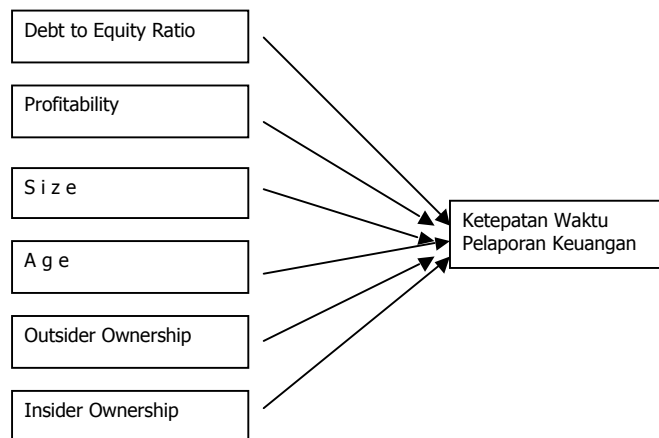 Debt to Equity Ratio
Profitability
S i z e
A g e
Outsider Ownership
Insider Ownership
Ketepatan Waktu
Pelaporan Keuangan